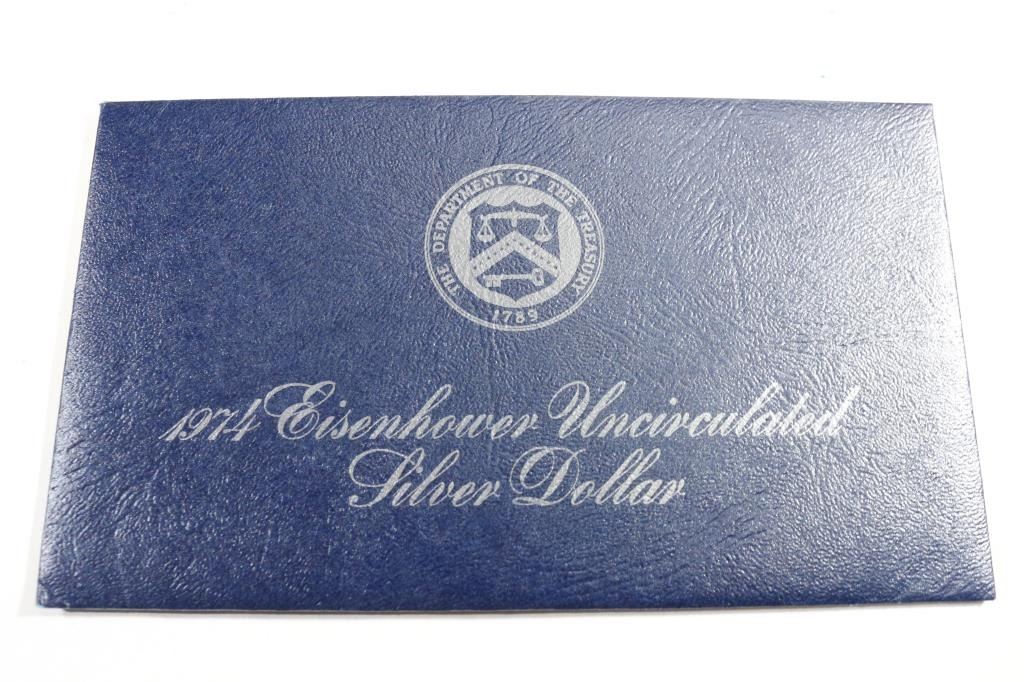 THE DEPARTMENT OF THE TREASURY
1789
1974 Eisenhower Uncirculated
Silver Dollar